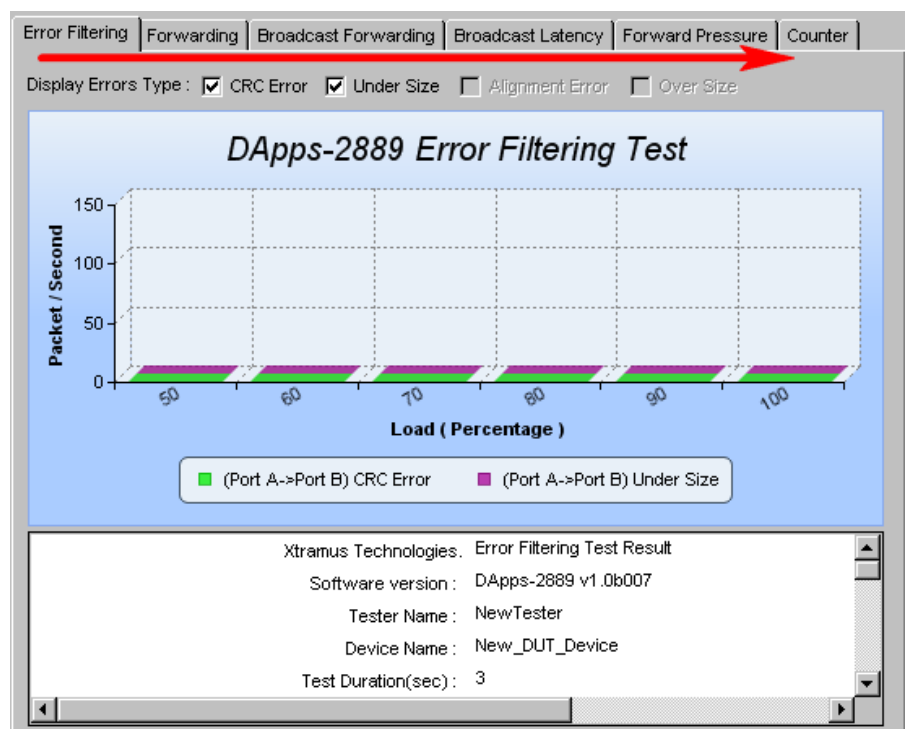 Error Filtering Forwarding Broadcast Forwarding Broadcast Latency Forward Pressure Counter
Display Errors Type : CRC Error Under Size Alignment Error Over Size
DApps-2889 Error Filtering Test
150
100
50
0
Packet / Second
50 60 70 80 90 100
Load ( Percentage )
(Port A->Port B) CRC Error (Port A->Port B) Under Size
Xtramus Technologies. Error Filtering Test Result
Software version : DApps-2889 v1.0b007
Tester Name : NewTester
Device Name : New_DUT_Device
Test Duration(sec) : 3